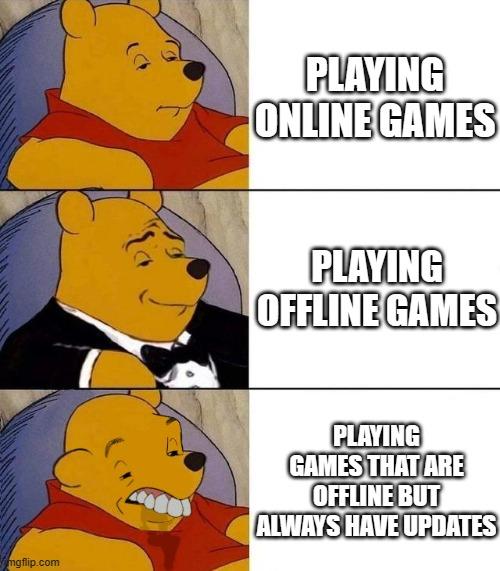 PLAYING
ONLINE GAMES
PLAYING
OFFLINE GAMES
PLAYING
GAMES THAT ARE
OFFLINE BUT
ALWAYS HAVE UPDATES
imgflip.com